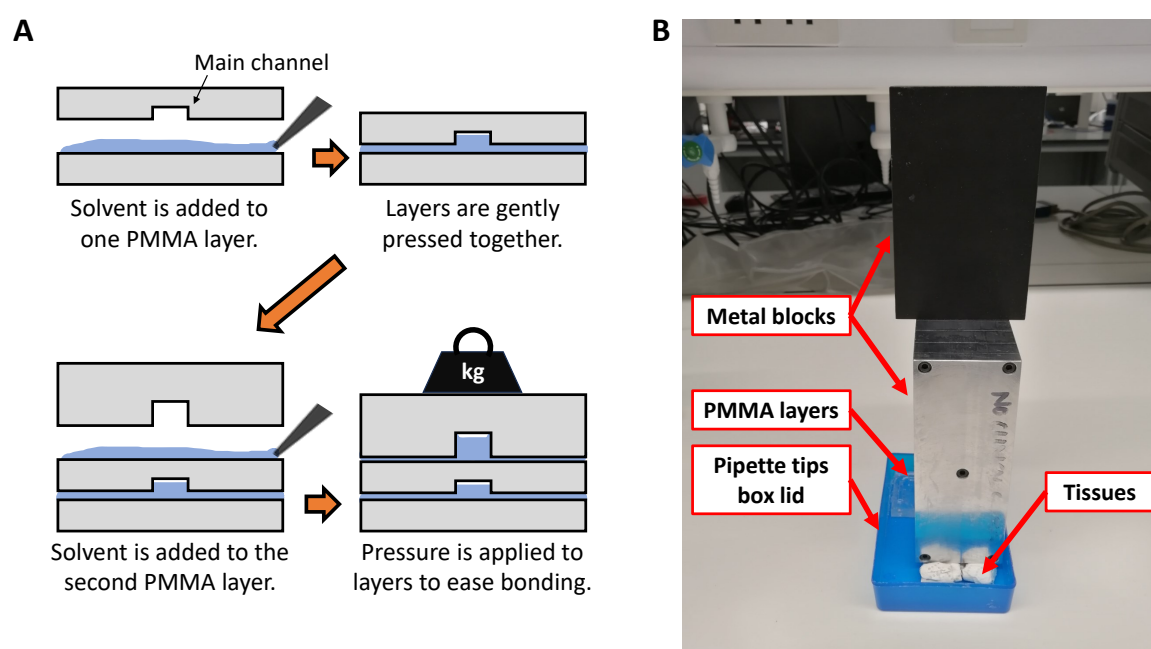 A
Main channel
Solvent is added to
one PMMA layer.
Layers are gently
pressed together.
kg
Solvent is added to the
second PMMA layer.
Pressure is applied to
layers to ease bonding.
B
Metal blocks
PMMA layers
Pipette tips
box lid
Tissues